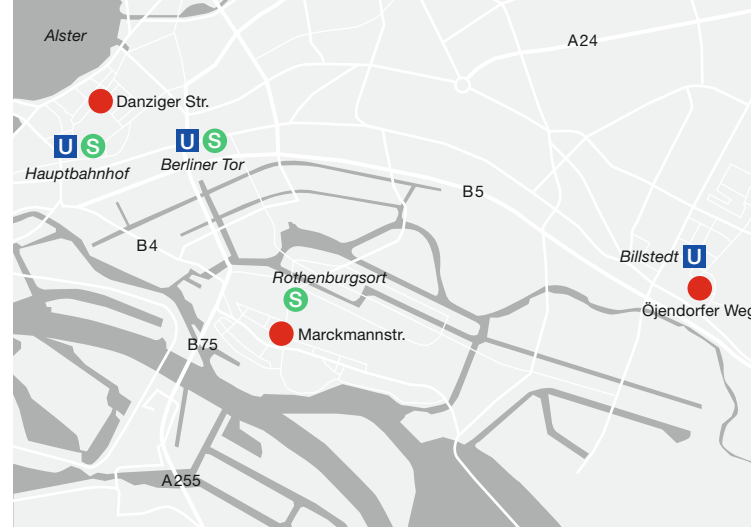 Alster
A24
Danziger Str.
U S
Hauptbahnhof
U S
Berliner Tor
B5
B4
Billstedt U
Rothenburgsort
S
Öjendorfer Weg
Marckmannstr.
B75
A255